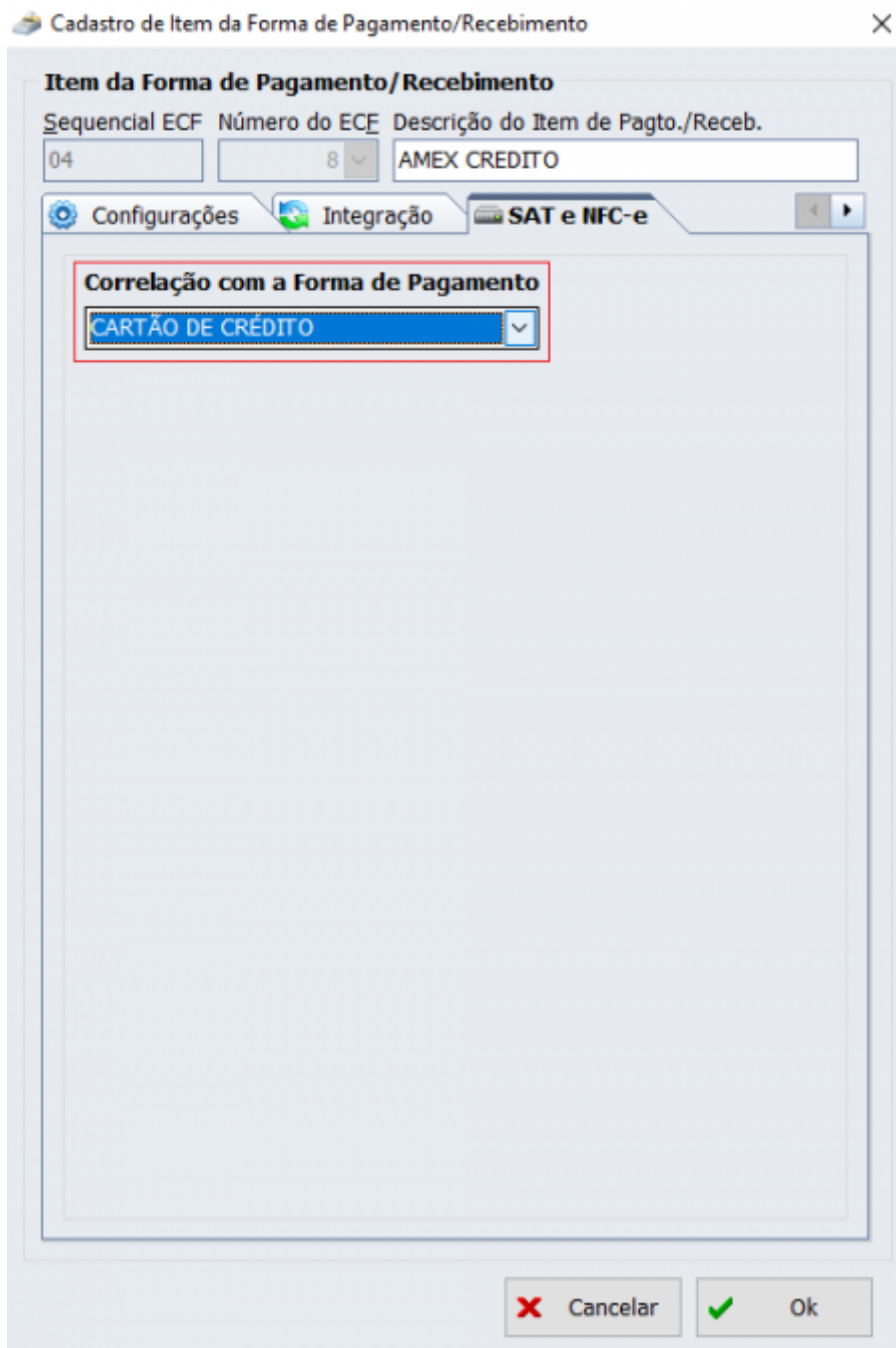 Cadastro de Item da Forma de Pagamento/Recebimento
Item da Forma de Pagamento/Recebimento
Sequencial ECF Número do ECF Descrição do Item de Pagto./Receb.
04 8 AMEX CREDITO
Configurações Integração SAT e NFC-e
Correlação com a Forma de Pagamento
CARTÃO DE CRÉDITO
Cancelar Ok